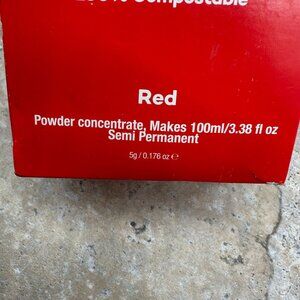 Compostable
Red
Powder concentrate, Makes 100ml/3.38 fl oz
Semi Permanent
5g / 0.176 oz ℮